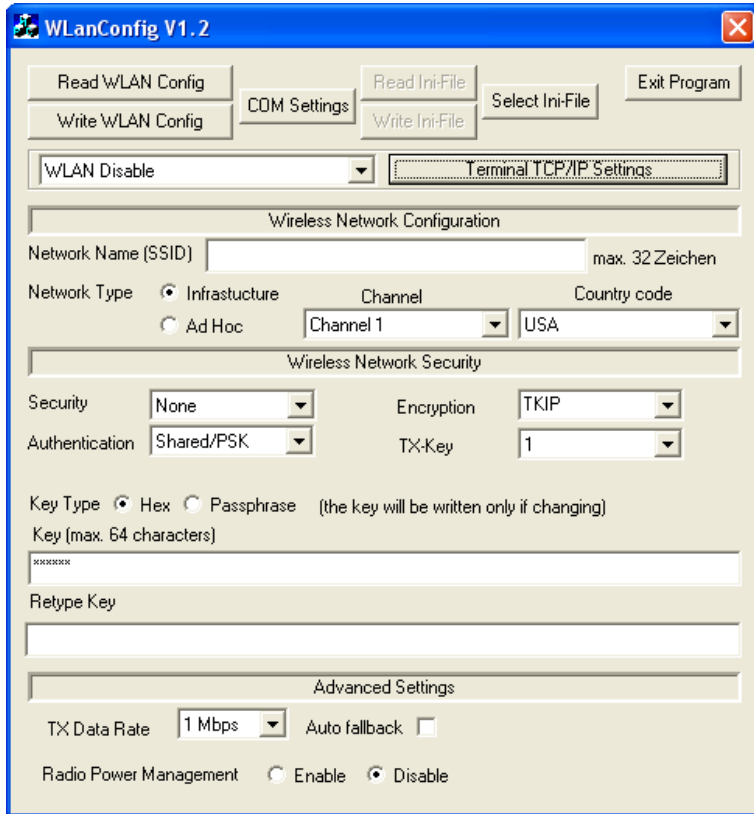 WLanConfig V1.2
Read WLAN Config
Write WLAN Config
COM Settings
Read Ini-File
Write Ini-File
Select Ini-File
Exit Program
WLAN Disable
Terminal TCP/IP Settings
Wireless Network Configuration
Network Name (SSID)
max. 32 Zeichen
Network Type
Infrastucture
Ad Hoc
Channel
Channel 1
Country code
USA
Wireless Network Security
Security
None
Encryption
TKIP
Authentication
Shared/PSK
TX-Key
1
Key Type
Hex
Passphrase
(the key will be written only if changing)
Key (max. 64 characters)
******
Retype Key
Advanced Settings
TX Data Rate
1 Mbps
Auto fallback
Radio Power Management
Enable
Disable